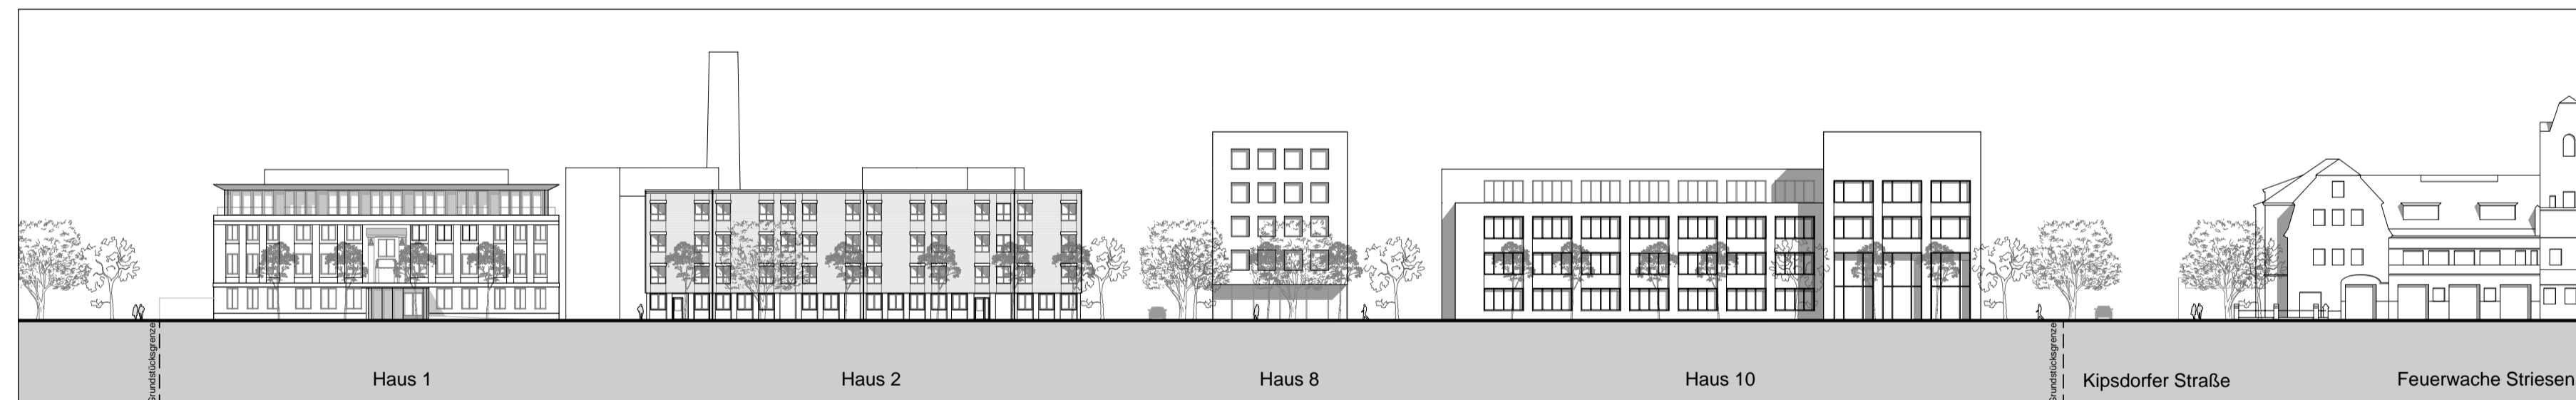 Grundstücksgrenze
Haus 1
Haus 2
Haus 8
Haus 10
Grundstücksgrenze
Kipsdorfer Straße
Feuerwache Striesen